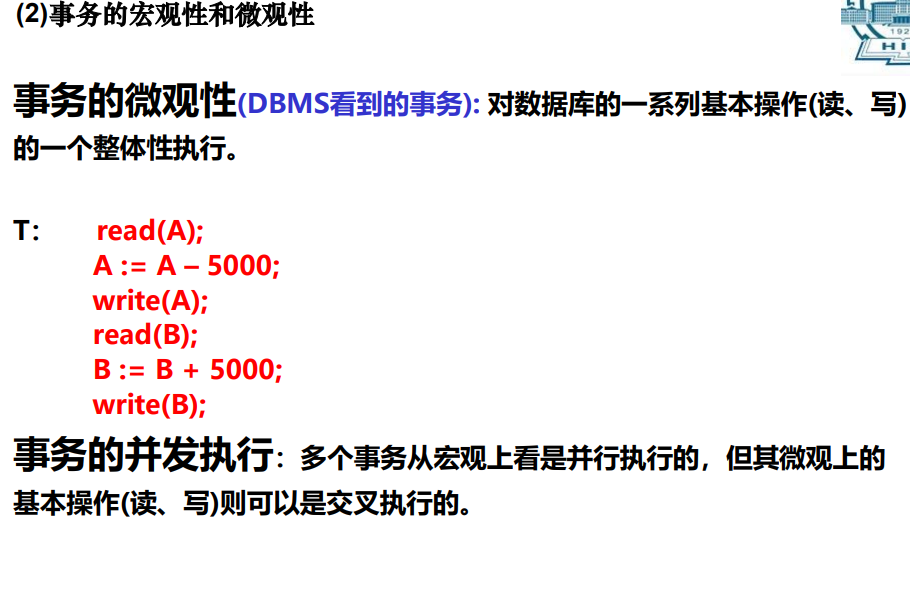 (2)事务的宏观性和微观性
192
HI
事务的微观性(DBMS看到的事务): 对数据库的一系列基本操作(读、写)
的一个整体性执行。
T： read(A);
A := A – 5000;
write(A);
read(B);
B := B + 5000;
write(B);
事务的并发执行：多个事务从宏观上看是并行执行的，但其微观上的
基本操作(读、写)则可以是交叉执行的。